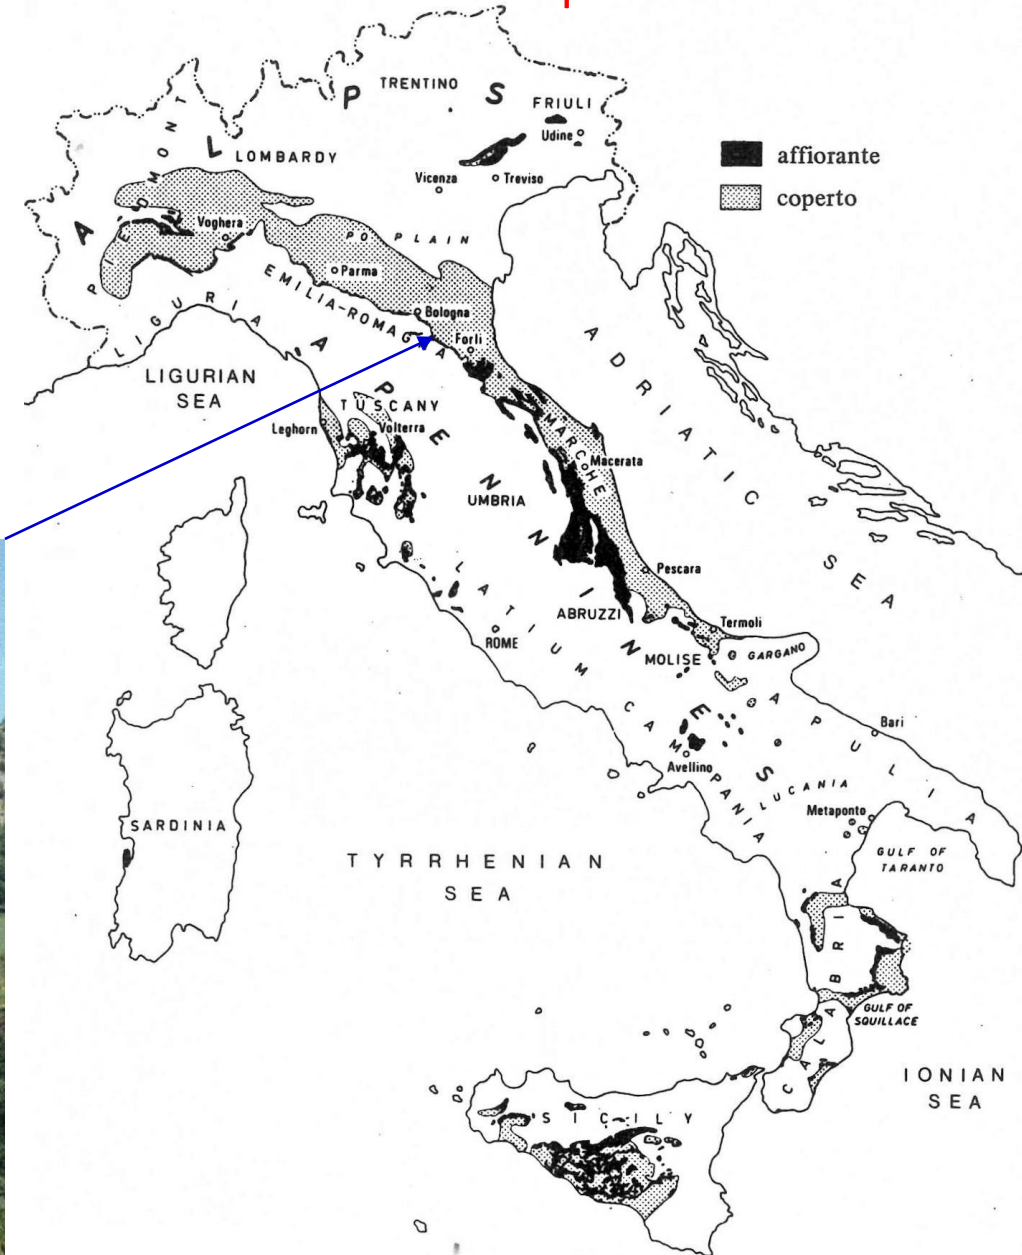 TRENTINO
ALPS
FRIULI
Udine
affiorante
LOMBARDY
Vicenza
Treviso
coperto
PIEDMONT
Voghera
PO PLAIN
Parma
EMILIA-ROMAGNA
Bologna
LIGURIA
Forli
APENNINES
ADRIATIC SEA
LIGURIAN
SEA
TUSCANY
Leghorn
Volterra
MARCHE
Macerata
UMBRIA
Pescara
LATIUM
ABRUZZI
Termoli
ROME
MOLISE
GARGANO
CAMPANIA
APULIA
Bari
Avellino
LUCANIA
Metaponto
SARDINIA
GULF OF
TARANTO
TYRRHENIAN
SEA
CALABRIA
GULF OF
SQUILLACE
IONIAN
SEA
SICILY